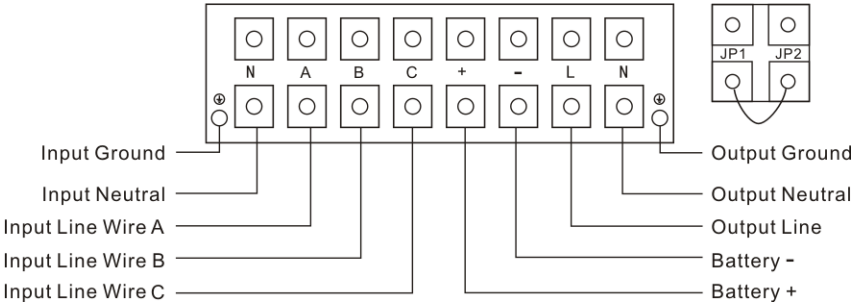 JP1 JP2
N A B C + - L N
Input Ground
Output Ground
Input Neutral
Output Neutral
Input Line Wire A
Output Line
Input Line Wire B
Battery -
Input Line Wire C
Battery +